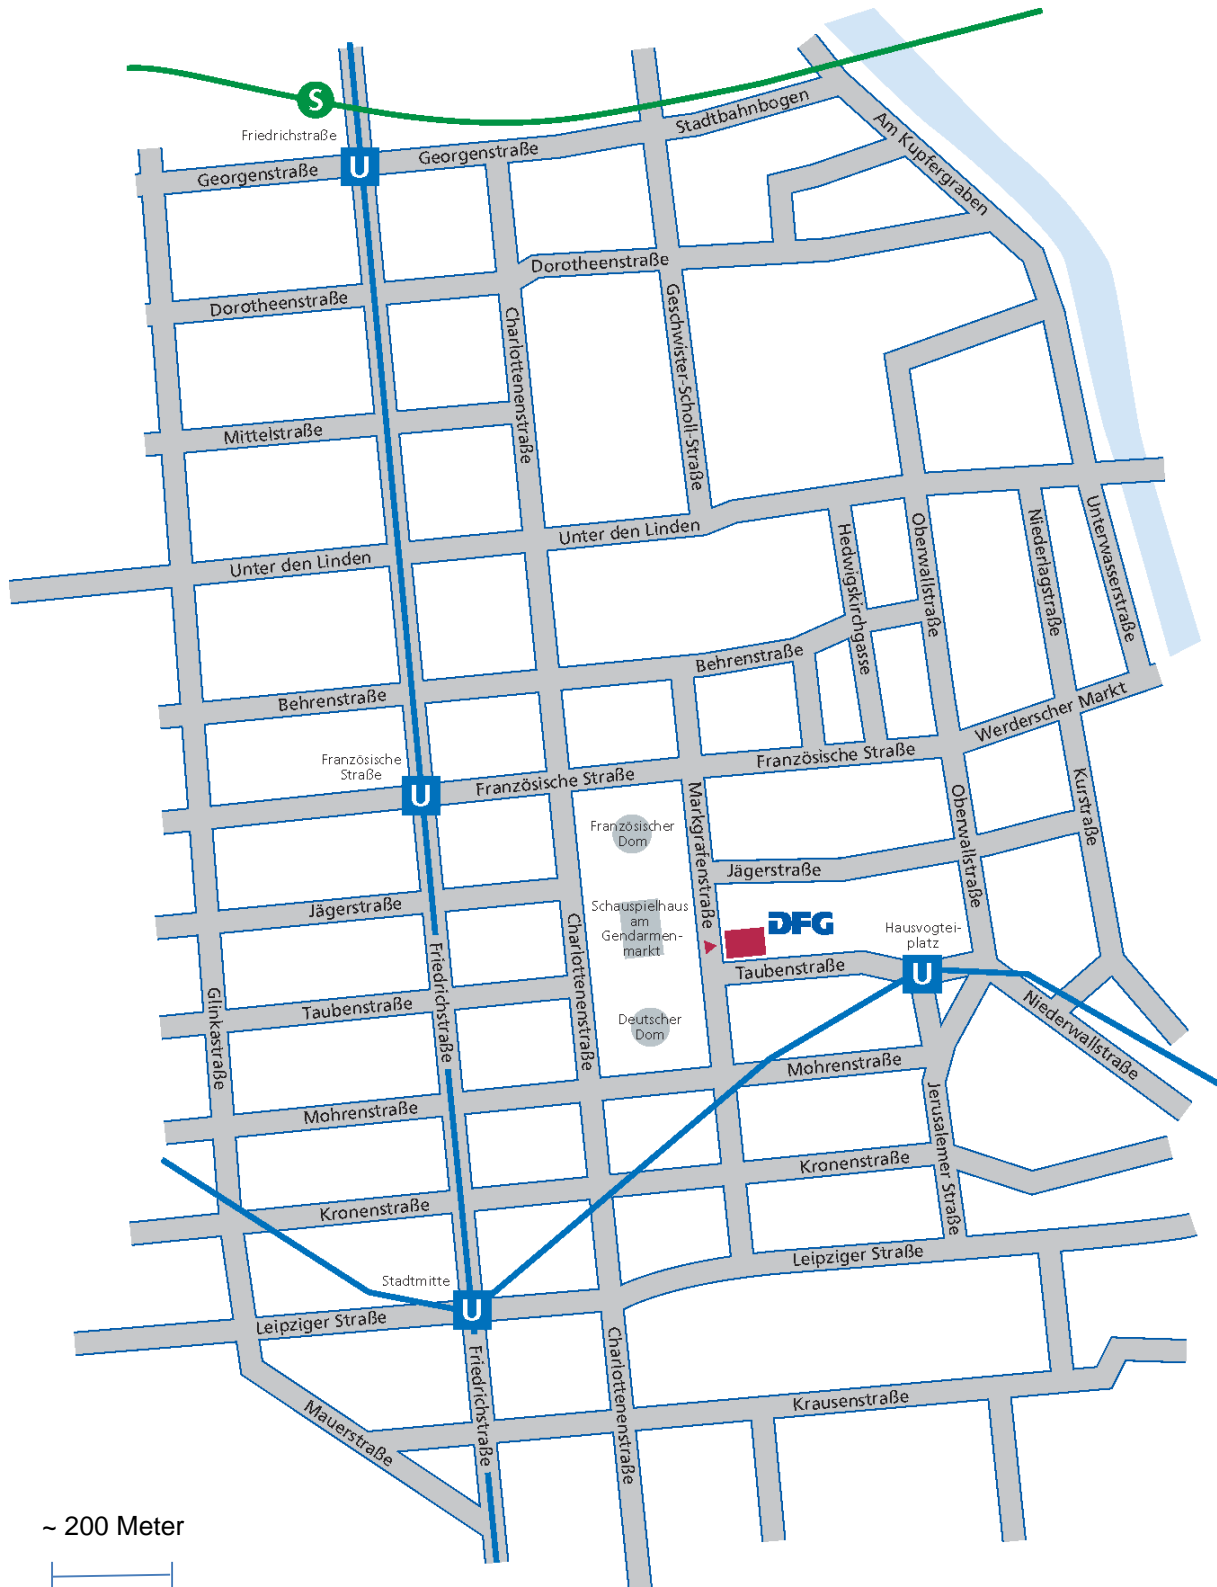 S
Friedrichstraße
U
Georgenstraße
Georgenstraße
Stadtbahnbogen
Am Kupfergraben
Dorotheenstraße
Dorotheenstraße
Charlottenenstraße
Geschwister-Scholl-Straße
Mittelstraße
Unter den Linden
Unter den Linden
Hedwigskirchgasse
Oberwallstraße
Niederlagstraße
Unterwasserstraße
Behrenstraße
Behrenstraße
Werderscher Markt
Französische
Straße
U
Französische Straße
Französische Straße
Markgrafenstraße
Oberwallstraße
Kurstraße
Französischer
Dom
Jägerstraße
Jägerstraße
Schauspielhaus
am
Gendarmen-
markt
DFG
Hausvogtei-
platz
U
Taubenstraße
Taubenstraße
Charlottenenstraße
Friedrichstraße
Glinkastraße
Deutscher
Dom
Niederwallstraße
Mohrenstraße
Mohrenstraße
Jerusalemer Straße
Kronenstraße
Kronenstraße
Stadtmitte
U
Leipziger Straße
Leipziger Straße
Friedrichstraße
Charlottenenstraße
Mauerstraße
Krausenstraße
~ 200 Meter